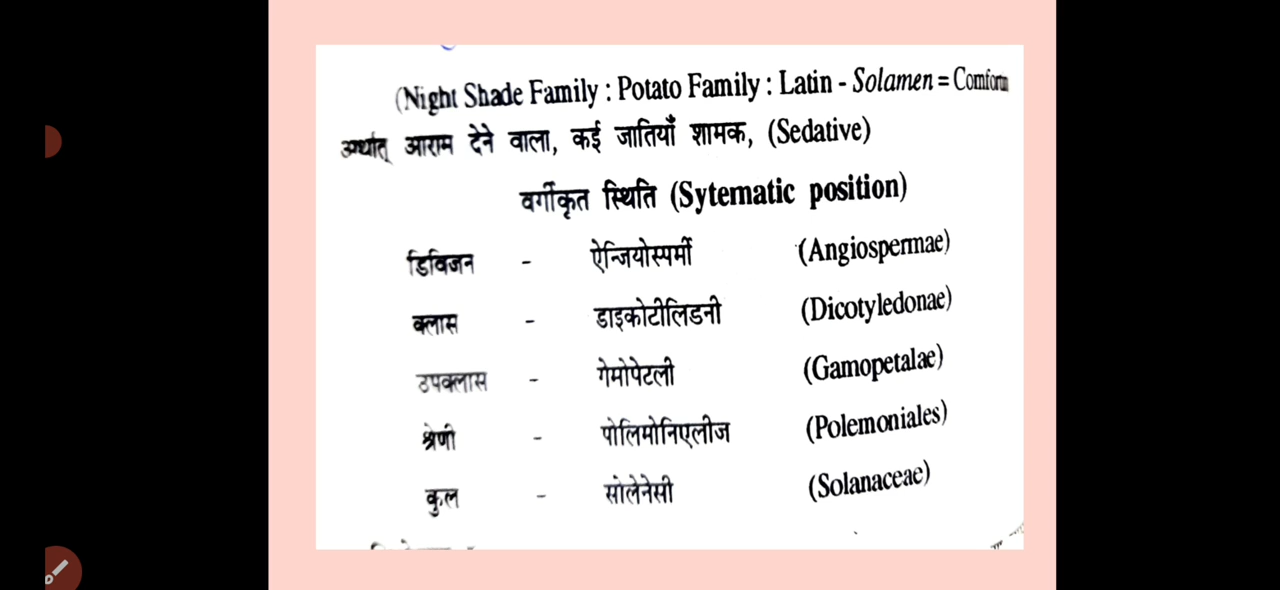 (Night Shade Family : Potato Family : Latin - Solamen = Comform
अर्थात् आराम देने वाला, कई जातियाँ शामक, (Sedative)
वर्गीकृत स्थिति (Sytematic position)
डिविजन - ऐन्जियोस्पर्मी (Angiospermae)
क्लास - डाइकोटीलिडनी (Dicotyledonae)
उपक्लास - गेमोपेटली (Gamopetalae)
श्रेणी - पोलिमोनिएलीज (Polemoniales)
कुल - सोलेनेसी (Solanaceae)